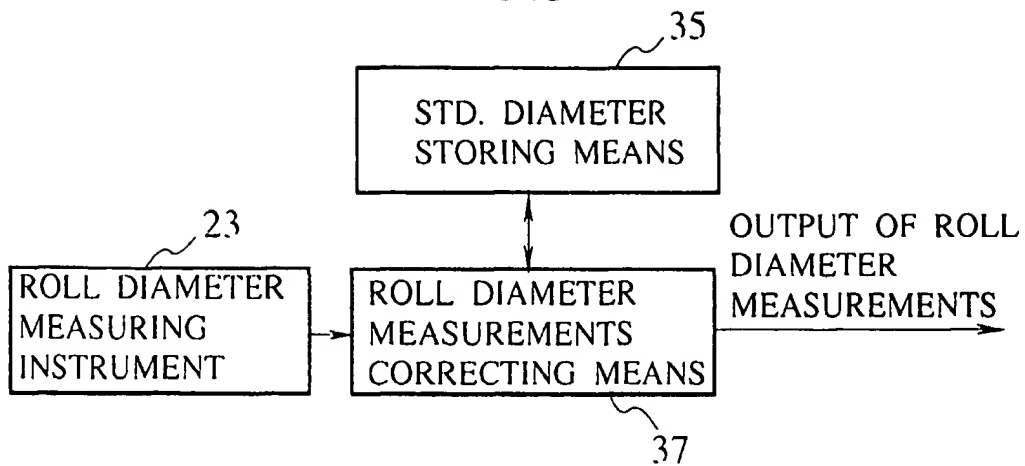 35
STD. DIAMETER
STORING MEANS
23
OUTPUT OF ROLL
DIAMETER
MEASUREMENTS
ROLL DIAMETER
MEASURING
INSTRUMENT
ROLL DIAMETER
MEASUREMENTS
CORRECTING MEANS
37